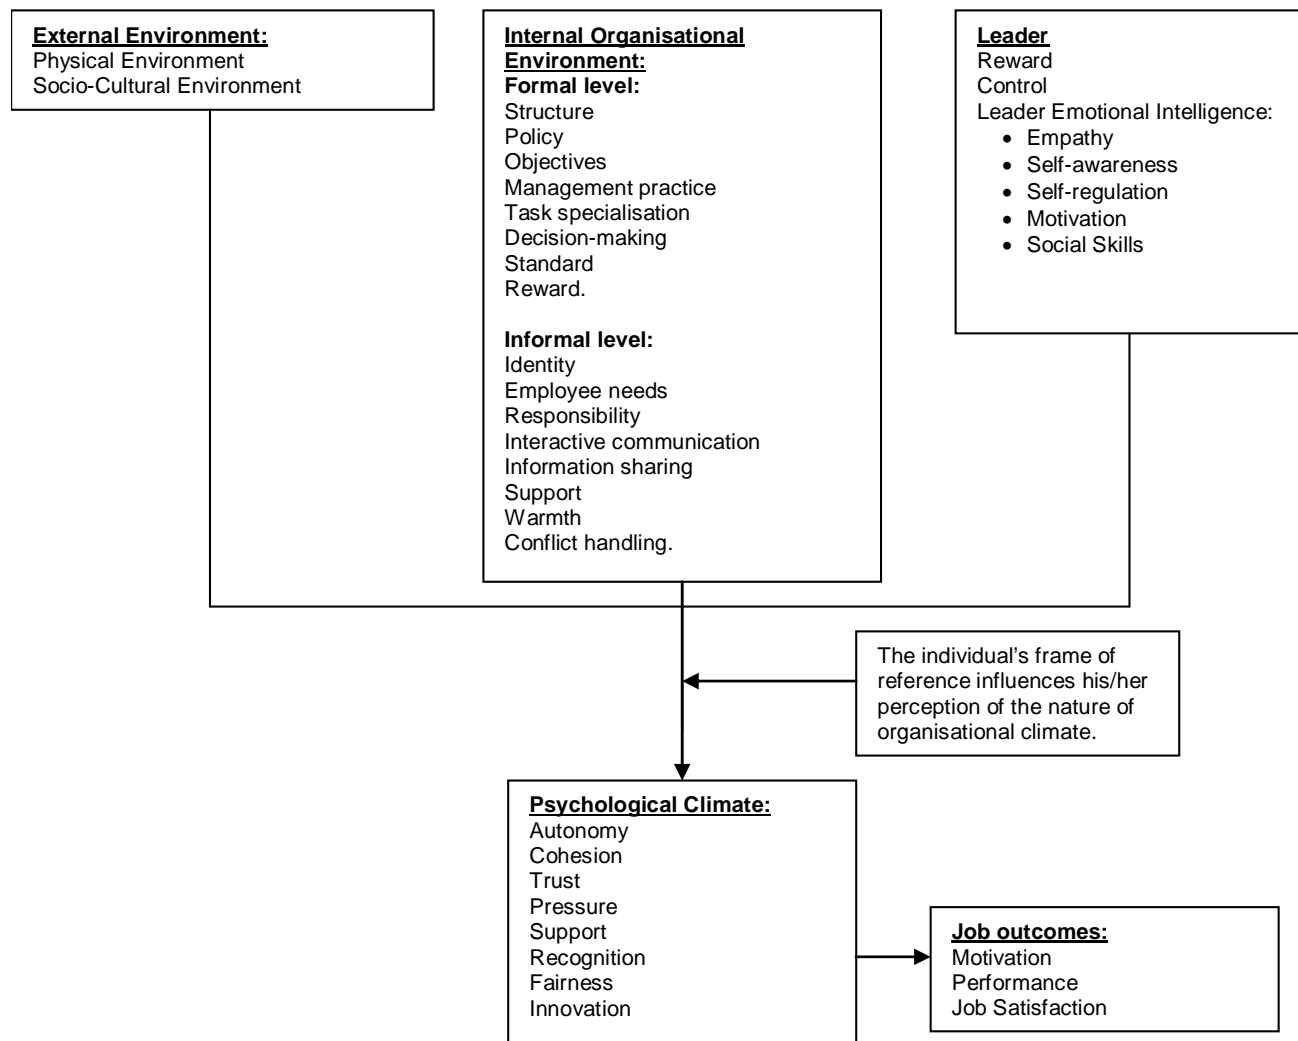 External Environment:
Physical Environment
Socio-Cultural Environment
Internal Organisational
Environment:
Formal level:
Structure
Policy
Objectives
Management practice
Task specialisation
Decision-making
Standard
Reward.
Informal level:
Identity
Employee needs
Responsibility
Interactive communication
Information sharing
Support
Warmth
Conflict handling.
Leader
Reward
Control
Leader Emotional Intelligence:
• Empathy
• Self-awareness
• Self-regulation
• Motivation
• Social Skills
The individual's frame of
reference influences his/her
perception of the nature of
organisational climate.
Psychological Climate:
Autonomy
Cohesion
Trust
Pressure
Support
Recognition
Fairness
Innovation
Job outcomes:
Motivation
Performance
Job Satisfaction